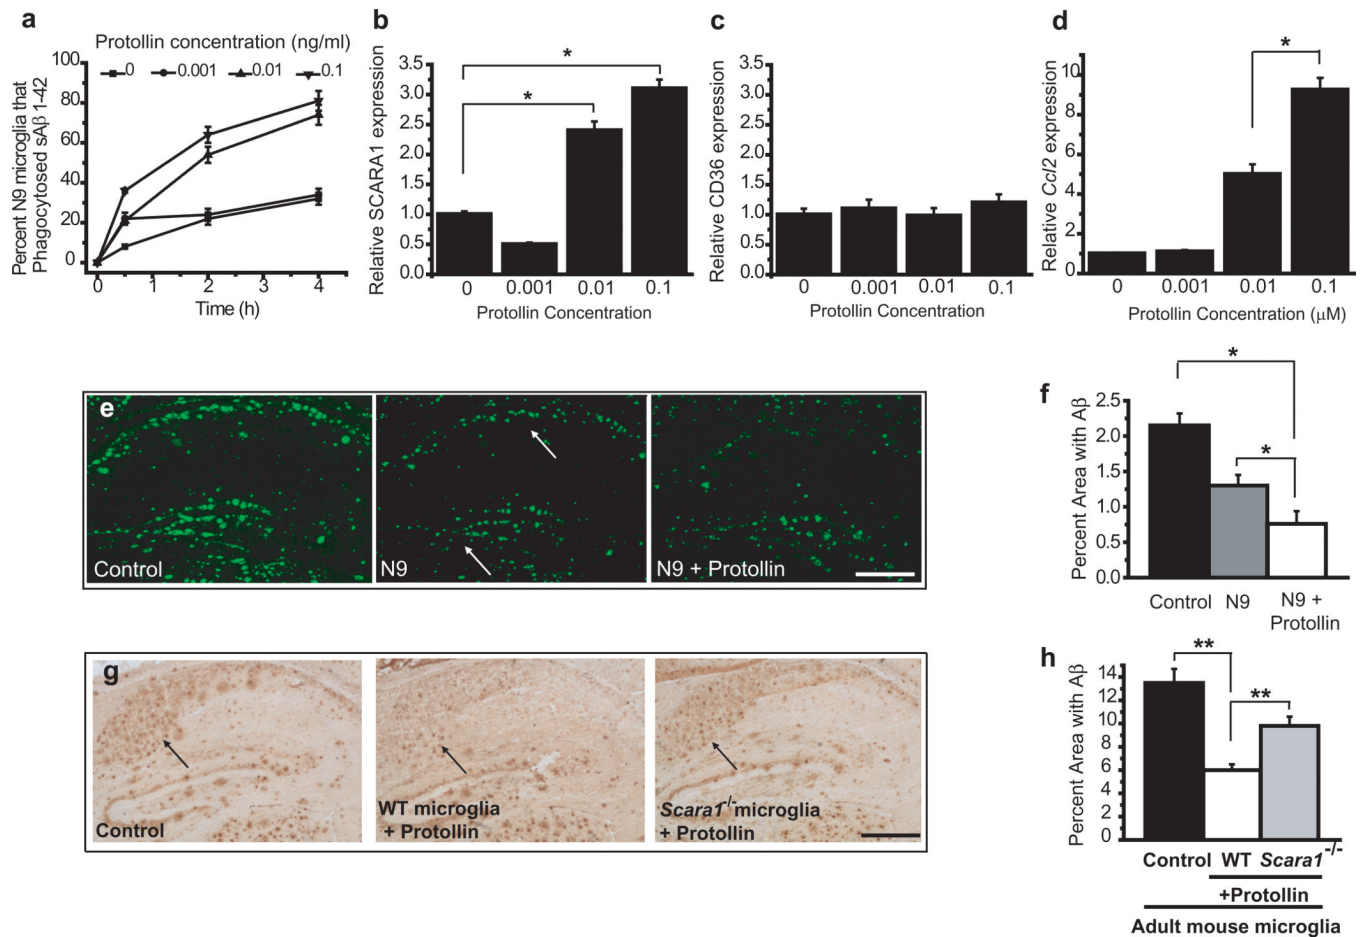 a
Protollin concentration (ng/ml)
0 0.001 0.01 0.1
Percent N9 microglia that
Phagocytosed sAβ 1-42
100
80
60
40
20
0
0 1 2 3 4
Time (h)
b
Relative SCARA1 expression
3.5
3.0
2.5
2.0
1.5
1.0
0.5
0.0
*
*
0 0.001 0.01 0.1
Protollin Concentration
c
Relative CD36 expression
3.5
3.0
2.5
2.0
1.5
1.0
0.5
0.0
0 0.001 0.01 0.1
Protollin Concentration
d
Relative Ccl2 expression
10
8
6
4
2
0
*
0 0.001 0.01 0.1
Protollin Concentration (μM)
e
Control
N9
N9 + Protollin
f
Percent Area with Aβ
2.5
2.0
1.5
1.0
0.5
0.0
*
*
Control N9 N9 +
Protollin
g
Control
WT microglia
+ Protollin
Scara1-/- microglia
+ Protollin
h
Percent Area with Aβ
14
12
10
8
6
4
2
0
**
**
Control WT Scara1-/-
+Protollin
Adult mouse microglia